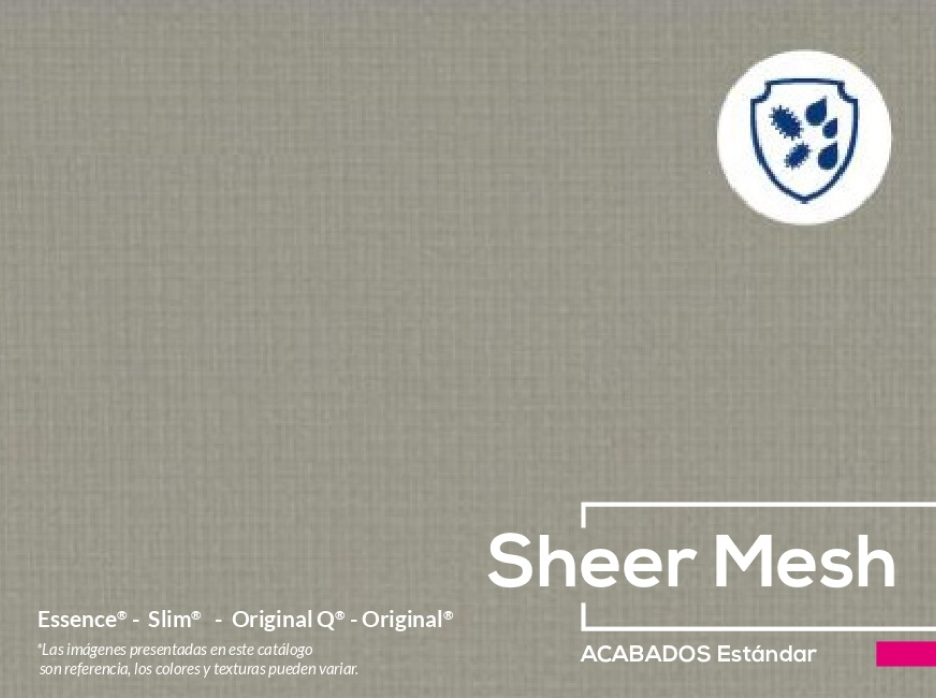 Sheer Mesh
Essence® - Slim® - Original Q® - Original®
*Las imágenes presentadas en este catálogo
son referencia, los colores y texturas pueden variar.
ACABADOS Estándar